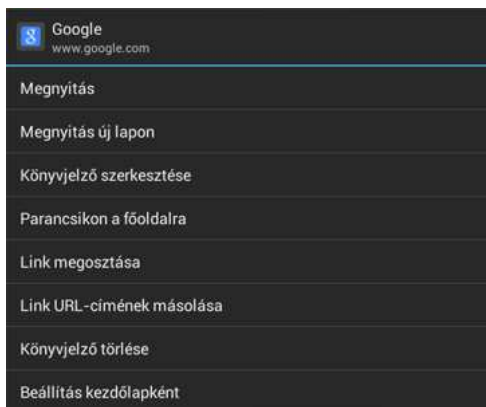 Google
www.google.com
Megnyitás
Megnyitás új lapon
Könyvjelző szerkesztése
Parancsikon a főoldalra
Link megosztása
Link URL-címének másolása
Könyvjelző törlése
Beállítás kezdőlapként